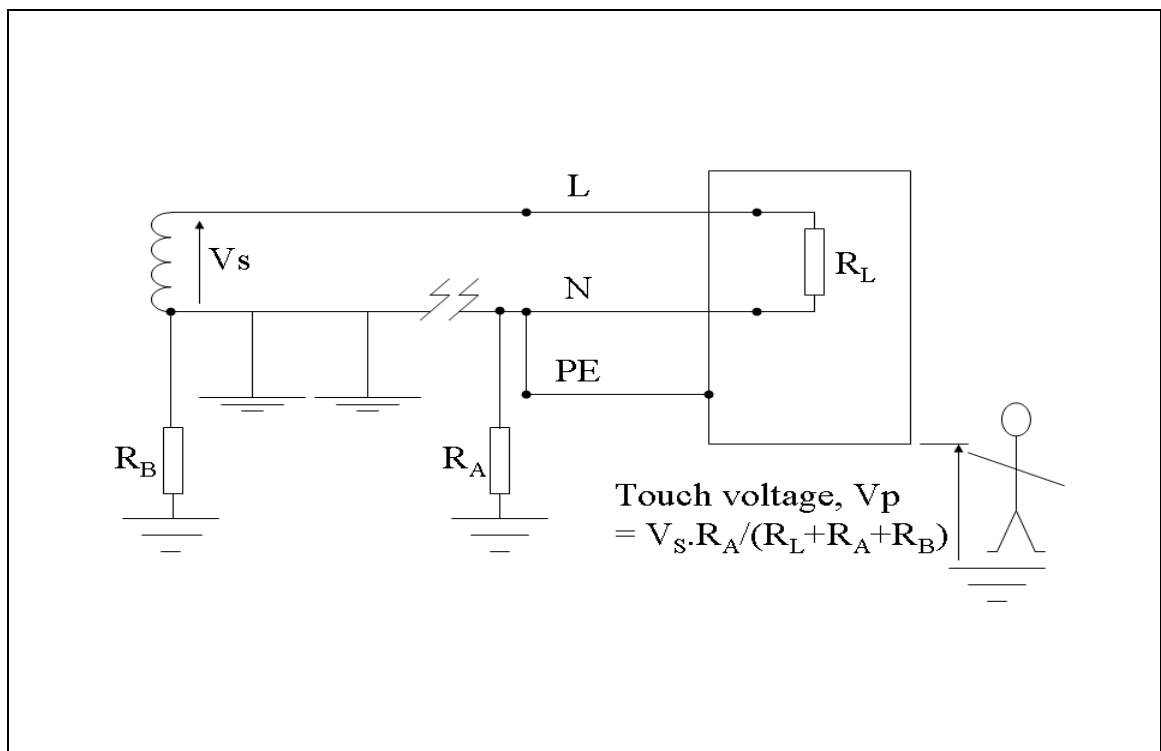 L
Vs
N
R_L
PE
R_B
R_A
Touch voltage, Vp
= V_S.R_A/(R_L+R_A+R_B)